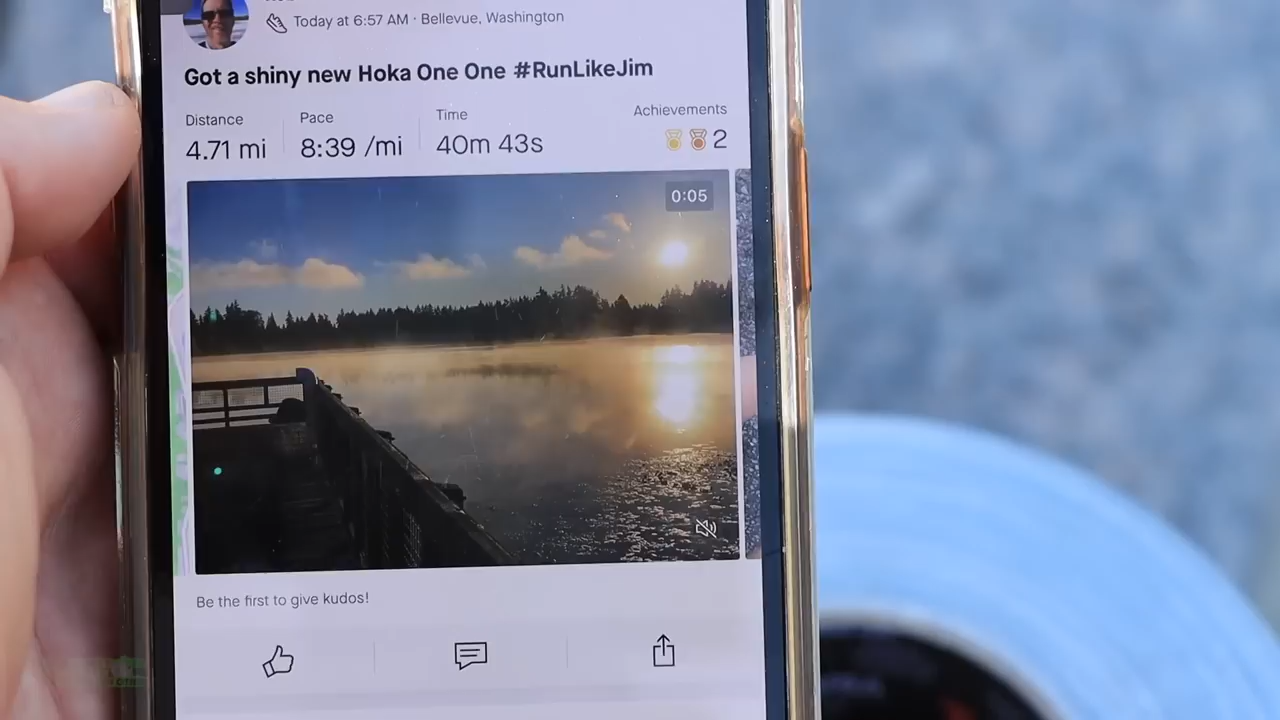 Today at 6:57 AM · Bellevue, Washington
Got a shiny new Hoka One One #RunLikeJim
Distance
4.71 mi
Pace
8:39 /mi
Time
40m 43s
Achievements
2
0:05
Be the first to give kudos!